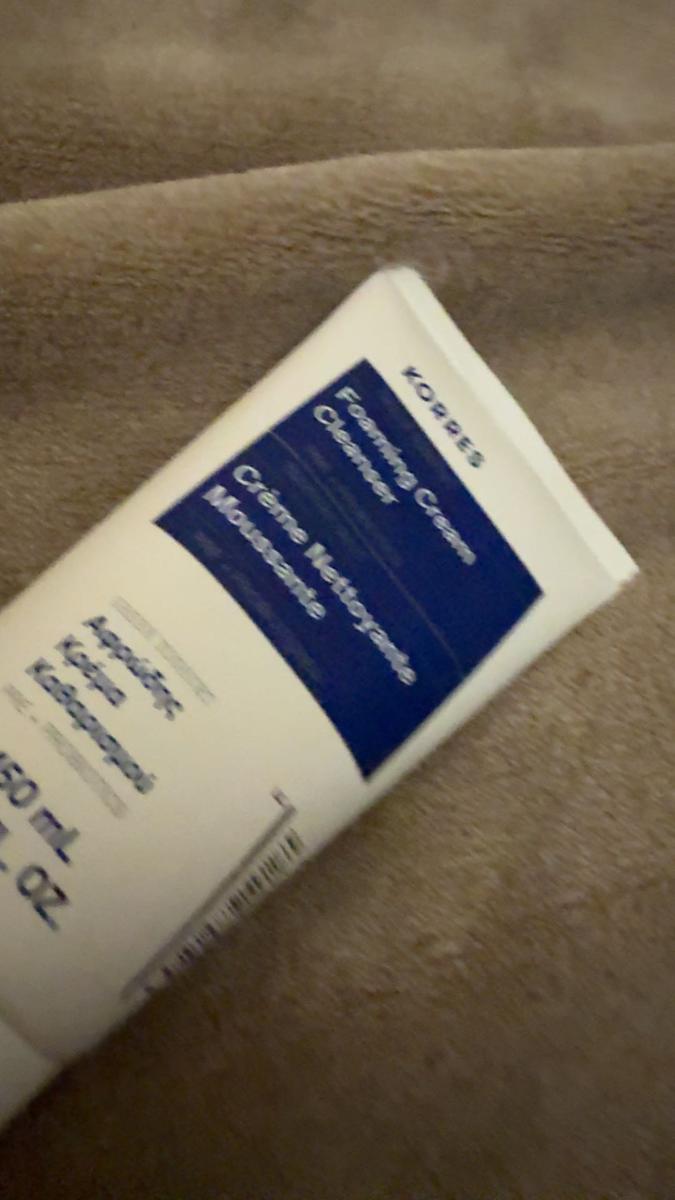 KORRES
Foaming Cream
Cleanser
Crème Nettoyante
Moussante
Αφρώδης
Κρέμα
Καθαρισμού
150 mL
OZ.